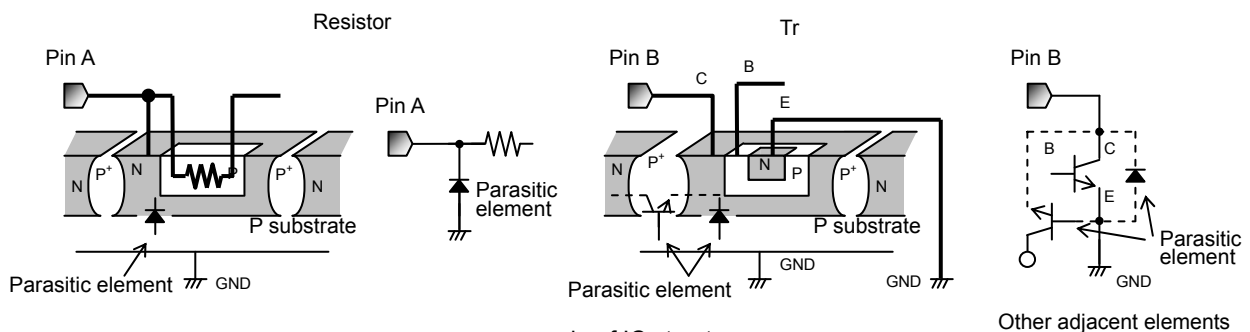 Resistor
Tr
Pin A
Pin A
Parasitic
element
N
P+
N
P
P+
N
P substrate
Parasitic element
GND
Pin B
C
B
E
N
P+
N
P
P+
N
P substrate
Parasitic element
GND
GND
Pin B
B
C
E
Parasitic
element
GND
Other adjacent elements